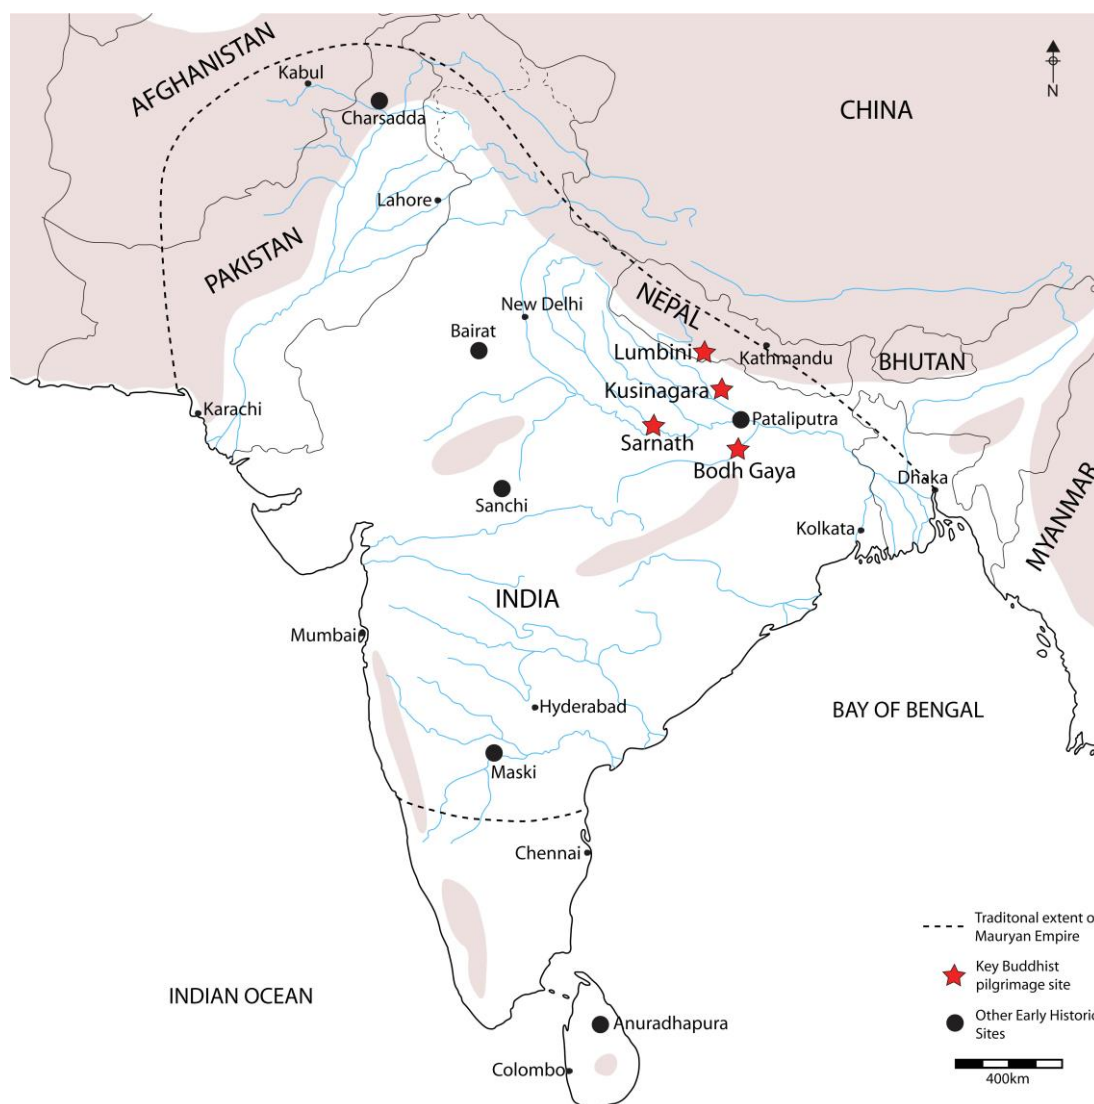 AFGHANISTAN
Kabul
Charsadda
CHINA
N
Lahore
PAKISTAN
New Delhi
NEPAL
Bairat
Lumbini
Kathmandu
BHUTAN
Kusinagara
Karachi
Pataliputra
Sarnath
Bodh Gaya
Dhaka
MYANMAR
Sanchi
Kolkata
INDIA
Mumbai
Hyderabad
BAY OF BENGAL
Maski
Chennai
INDIAN OCEAN
Anuradhapura
Colombo
Traditonal extent o
Mauryan Empire
Key Buddhist
pilgrimage site
Other Early Historic
Sites
400km